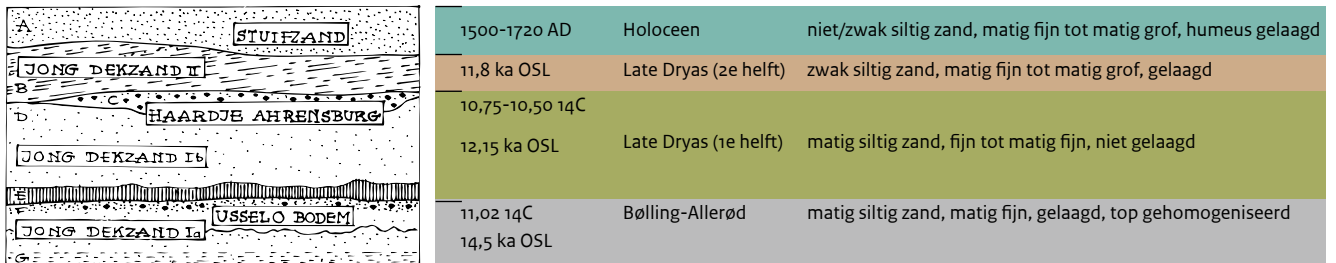 A
STUIFZAND
JONG DEKZAND II
B
C
HAARDJE AHRENSBURG
D
JONG DEKZAND Ib
E
F
USSELO BODEM
JONG DEKZAND Ia
G
1500-1720 AD Holoceen niet/zwak siltig zand, matig fijn tot matig grof, humeus gelaagd
11,8 ka OSL Late Dryas (2e helft) zwak siltig zand, matig fijn tot matig grof, gelaagd
10,75-10,50 14C
12,15 ka OSL Late Dryas (1e helft) matig siltig zand, fijn tot matig fijn, niet gelaagd
11,02 14C Bølling-Allerød matig siltig zand, matig fijn, gelaagd, top gehomogeniseerd
14,5 ka OSL